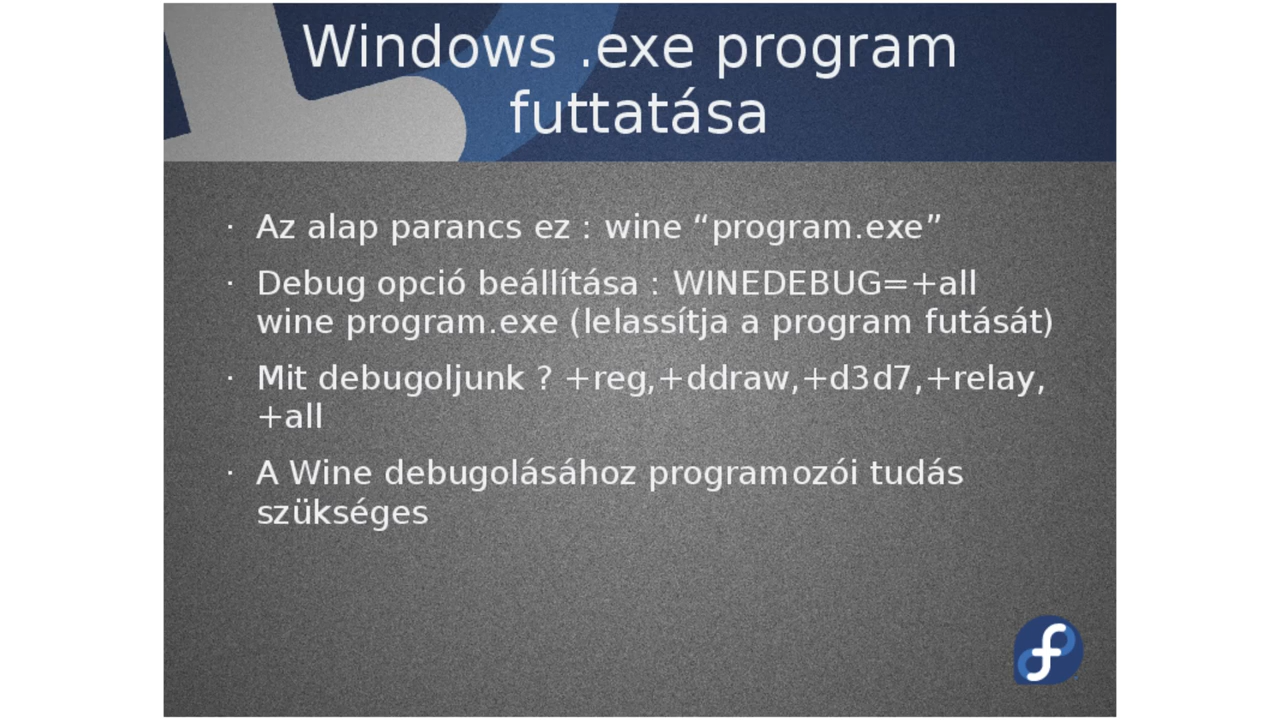 Windows .exe program
futtatása
· Az alap parancs ez : wine “program.exe”
· Debug opció beállítása : WINEDEBUG=+all
wine program.exe (lelassítja a program futását)
· Mit debugoljunk ? +reg,+ddraw,+d3d7,+relay,
+all
· A Wine debugolásához programozói tudás
szükséges